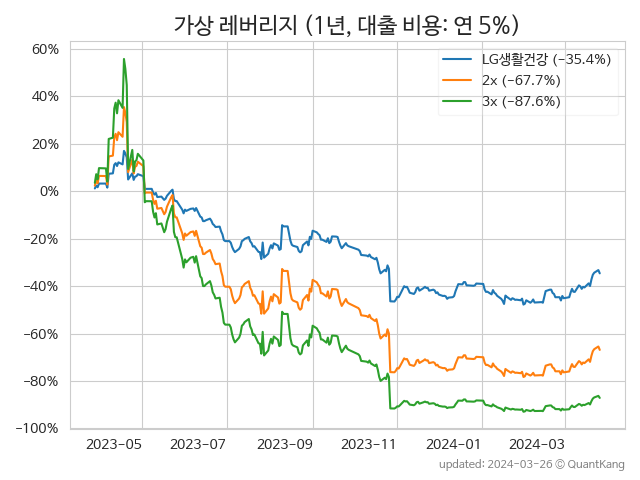 가상 레버리지 (1년, 대출 비용: 연 5%)
LG생활건강 (−35.4%)
2x (−67.7%)
3x (−87.6%)
60%
40%
20%
0%
−20%
−40%
−60%
−80%
−100%
2023-05 2023-07 2023-09 2023-11 2024-01 2024-03
updated: 2024-03-26 © QuantKang